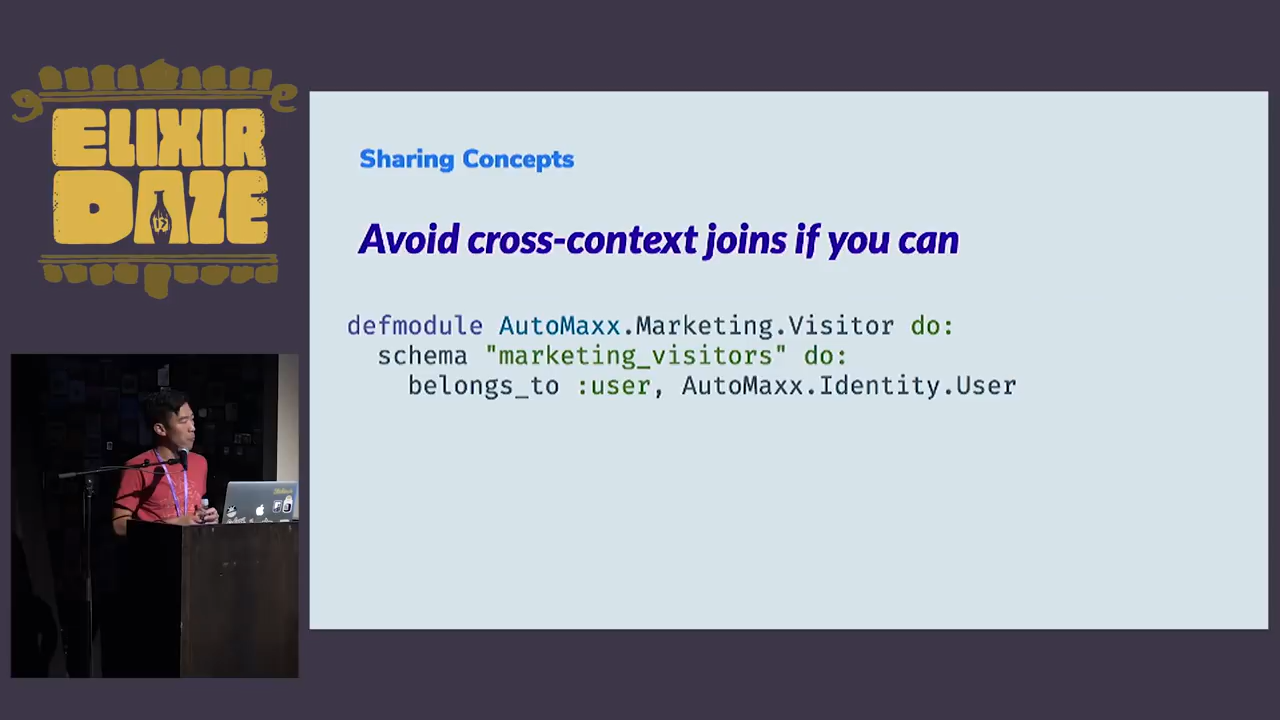 ELIXIR
DAZE
Sharing Concepts
Avoid cross-context joins if you can
defmodule AutoMaxx.Marketing.Visitor do:
schema "marketing_visitors" do:
belongs_to :user, AutoMaxx.Identity.User